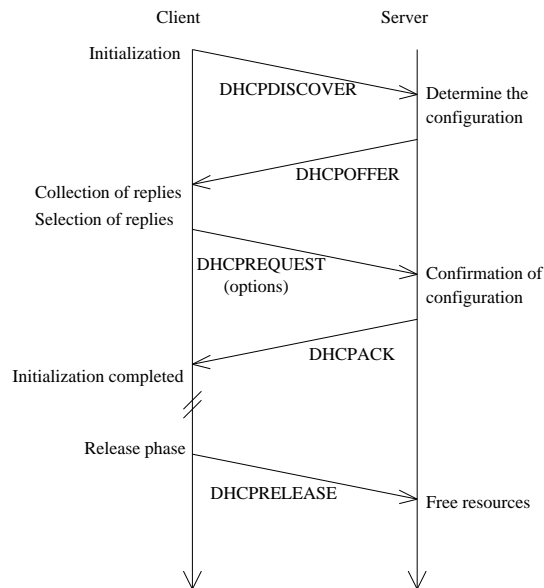 Client
Server
Initialization
DHCPDISCOVER
Determine the
configuration
DHCPOFFER
Collection of replies
Selection of replies
DHCPREQUEST
(options)
Confirmation of
configuration
DHCPACK
Initialization completed
Release phase
DHCPRELEASE
Free resources